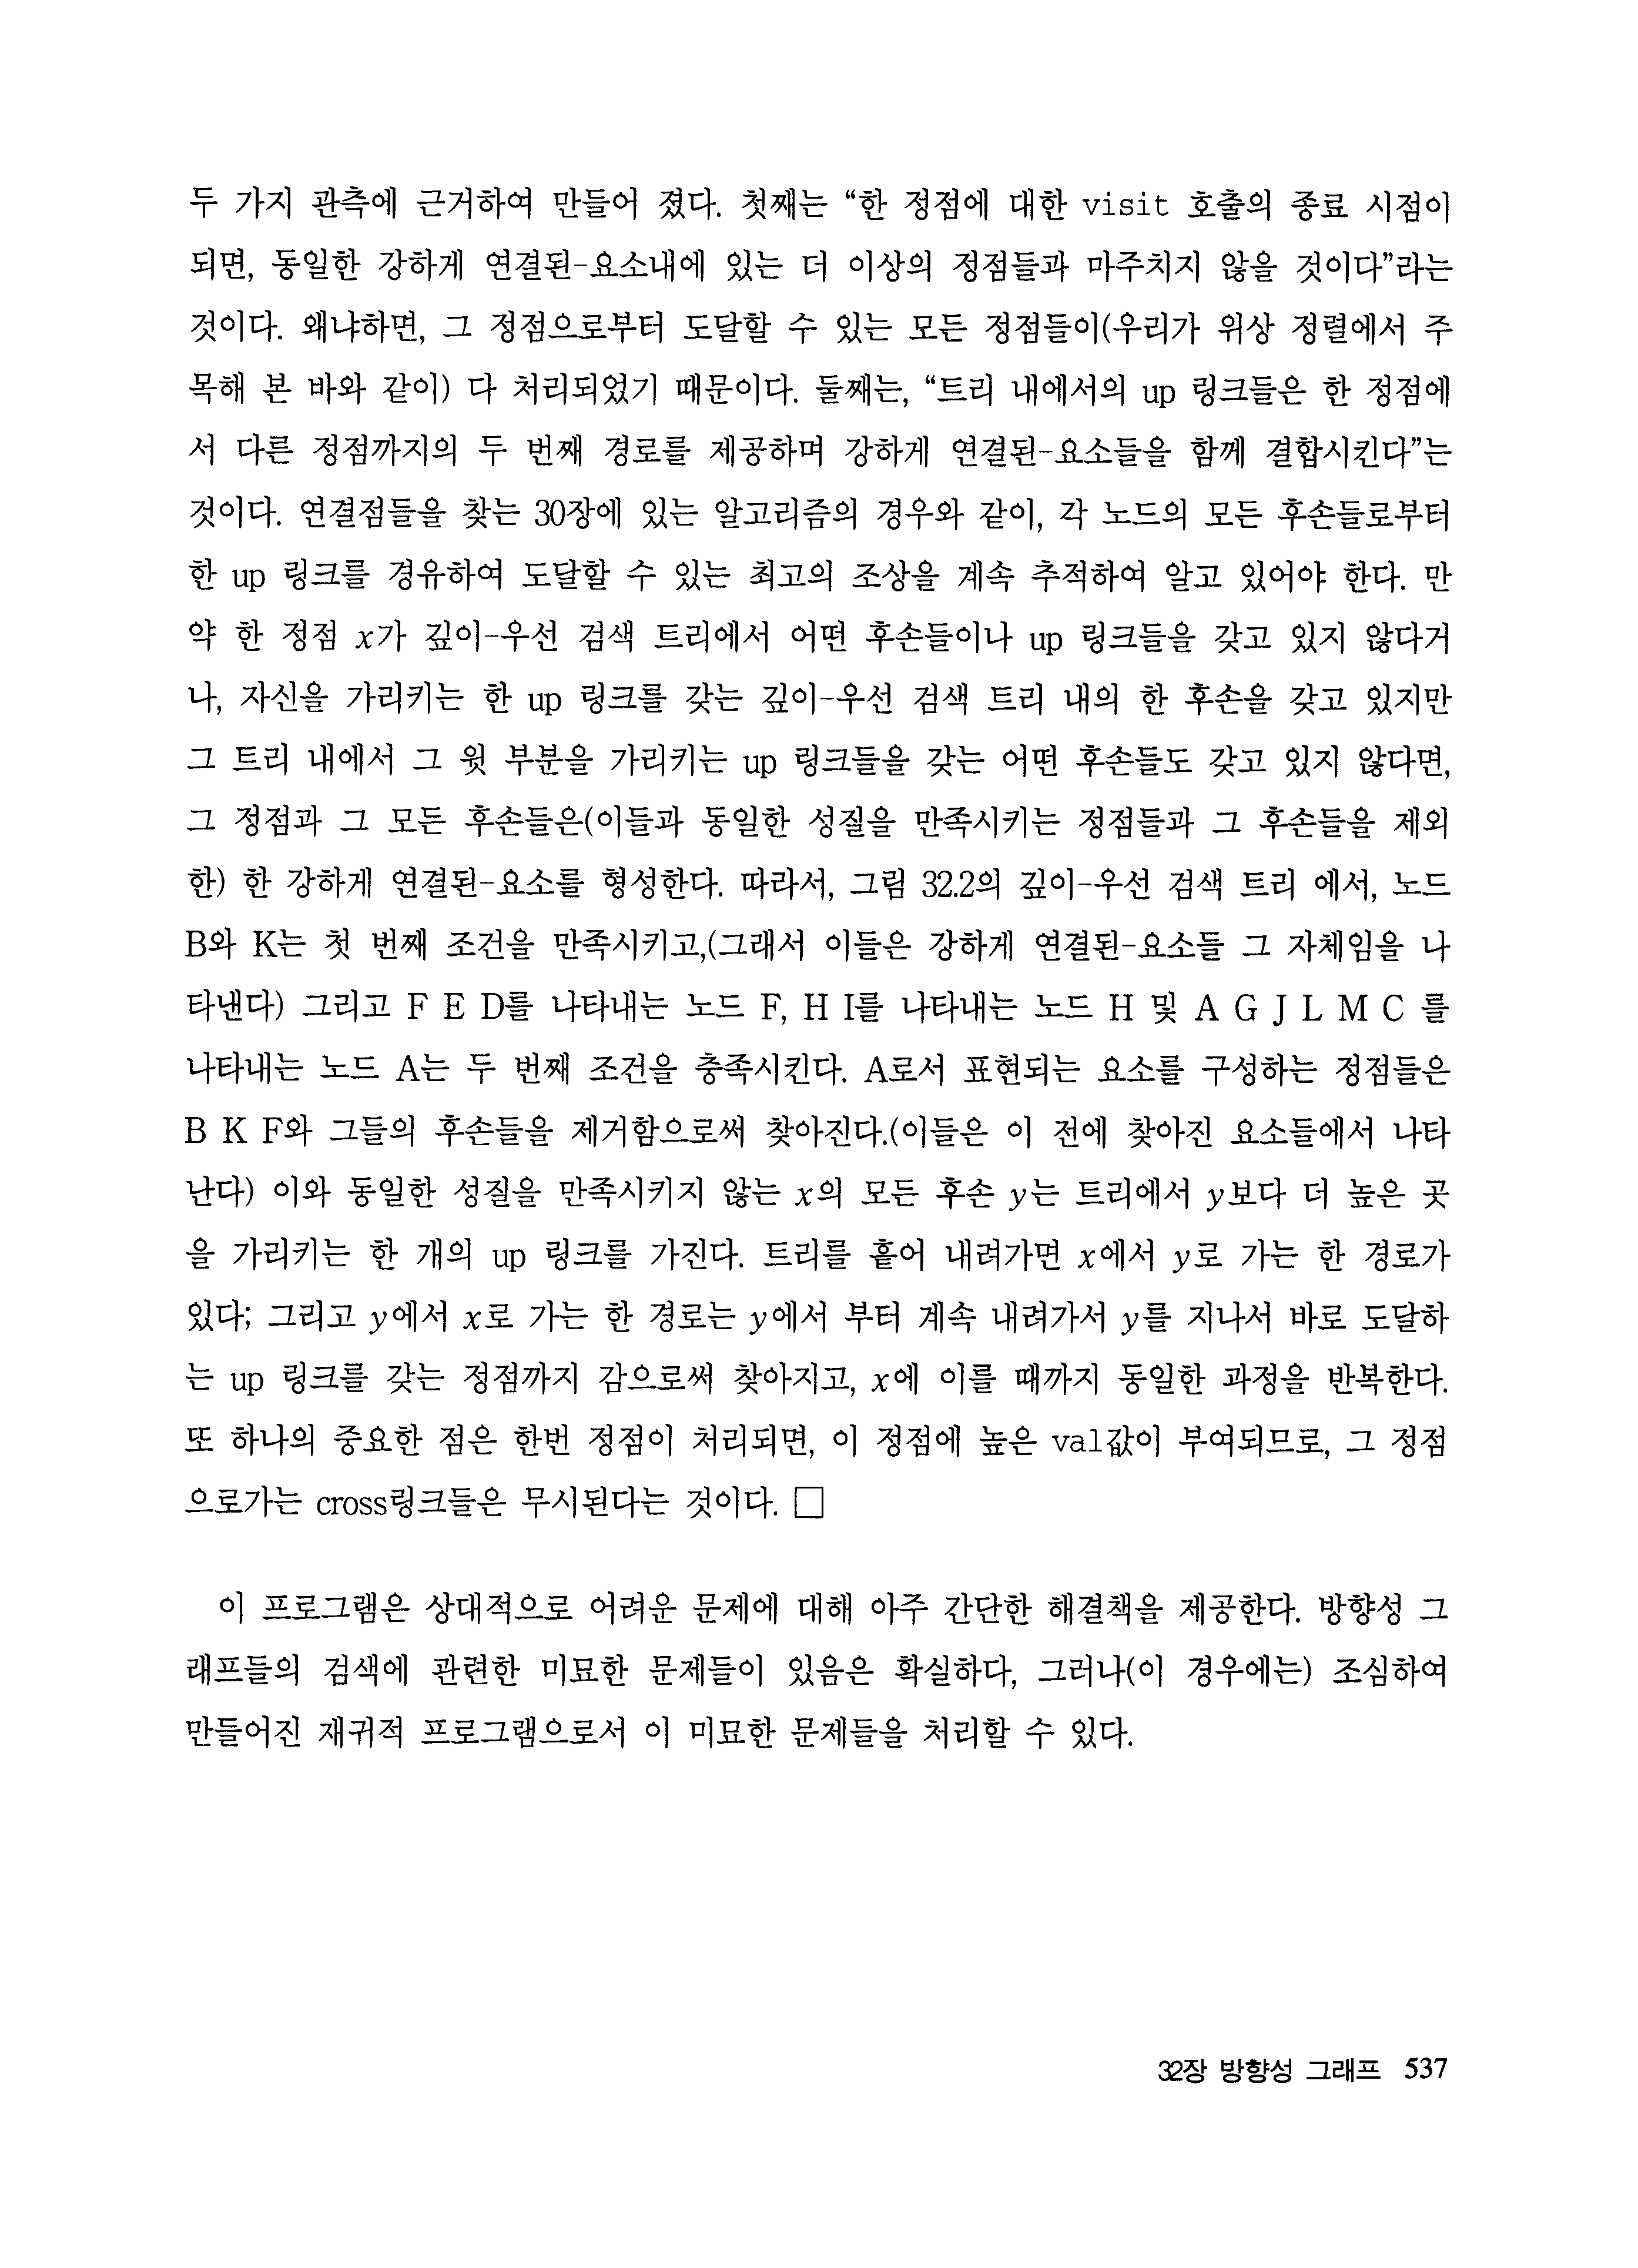 두 가지 관측에 근거하여 만들어 졌다. 첫째는 “한 정점에 대한 visit 호출의 종료 시점이
되면, 동일한 강하게 연결된-요소내에 있는 더 이상의 정점들과 마주치지 않을 것이다”라는
것이다. 왜냐하면, 그 정점으로부터 도달할 수 있는 모든 정점들이(우리가 위상 정렬에서 주
목해 본 바와 같이) 다 처리되었기 때문이다. 둘째는, “트리 내에서의 up 링크들은 한 정점에
서 다른 정점까지의 두 번째 경로를 제공하며 강하게 연결된-요소들을 함께 결합시킨다”는
것이다. 연결점들을 찾는 30장에 있는 알고리즘의 경우와 같이, 각 노드의 모든 후손들로부터
한 up 링크를 경유하여 도달할 수 있는 최고의 조상을 계속 추적하여 알고 있어야 한다. 만
약 한 정점 x가 깊이-우선 검색 트리에서 어떤 후손들이나 up 링크들을 갖고 있지 않다거
나, 자신을 가리키는 한 up 링크를 갖는 깊이-우선 검색 트리 내의 한 후손을 갖고 있지만
그 트리 내에서 그 윗 부분을 가리키는 up 링크들을 갖는 어떤 후손들도 갖고 있지 않다면,
그 정점과 그 모든 후손들은(이들과 동일한 성질을 만족시키는 정점들과 그 후손들을 제외
한) 한 강하게 연결된-요소를 형성한다. 따라서, 그림 32.2의 깊이-우선 검색 트리 에서, 노드
B와 K는 첫 번째 조건을 만족시키고,(그래서 이들은 강하게 연결된-요소들 그 자체임을 나
타낸다) 그리고 F E D를 나타내는 노드 F, H I를 나타내는 노드 H 및 A G J L M C 를
나타내는 노드 A는 두 번째 조건을 충족시킨다. A로서 표현되는 요소를 구성하는 정점들은
B K F와 그들의 후손들을 제거함으로써 찾아진다.(이들은 이 전에 찾아진 요소들에서 나타
난다) 이와 동일한 성질을 만족시키지 않는 x의 모든 후손 y는 트리에서 y보다 더 높은 곳
을 가리키는 한 개의 up 링크를 가진다. 트리를 흝어 내려가면 x에서 y로 가는 한 경로가
있다; 그리고 y에서 x로 가는 한 경로는 y에서 부터 계속 내려가서 y를 지나서 바로 도달하
는 up 링크를 갖는 정점까지 감으로써 찾아지고, x에 이를 때까지 동일한 과정을 반복한다.
또 하나의 중요한 점은 한번 정점이 처리되면, 이 정점에 높은 val값이 부여되므로, 그 정점
으로가는 cross링크들은 무시된다는 것이다. □
이 프로그램은 상대적으로 어려운 문제에 대해 아주 간단한 해결책을 제공한다. 방향성 그
래프들의 검색에 관련한 미묘한 문제들이 있음은 확실하다, 그러나(이 경우에는) 조심하여
만들어진 재귀적 프로그램으로서 이 미묘한 문제들을 처리할 수 있다.
32장 방향성 그래프 537